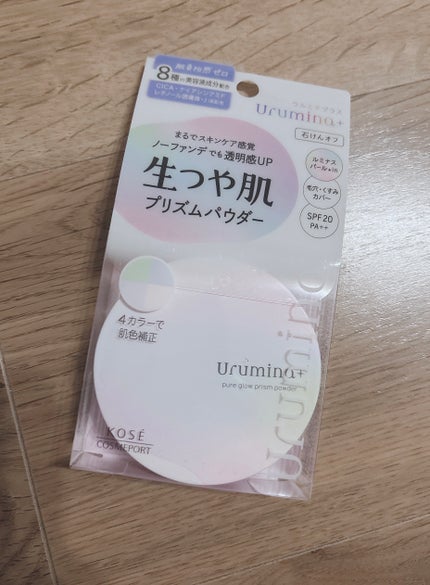 8種の美容液成分配合
CICA・ナイアシンアミド
ウルミナプラス
Urumina+
石けんオフ
まるでスキンケア感覚
ノーファンデでも透明感UP
生つや肌
プリズムパウダー
ルミナス
パール*in
毛穴・くすみ
カバー
SPF20
PA++
4カラーで
肌色補正
Urumina+
pure glow prism powder
Urumina+
KOSÉ
COSMEPORT